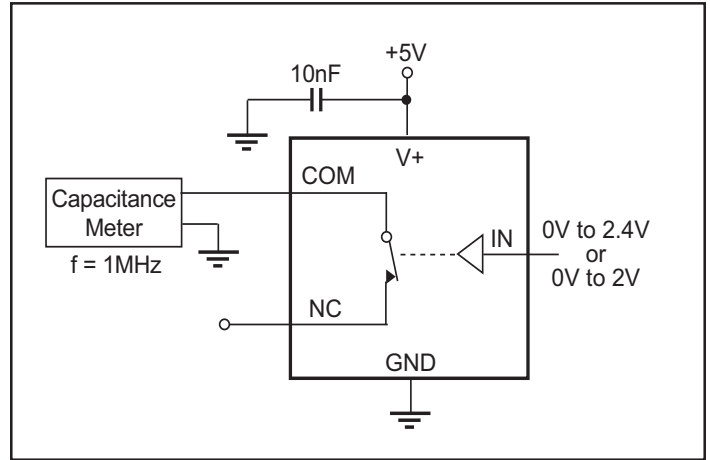 +5V
10nF
V+
COM
Capacitance
Meter
f = 1MHz
IN
0V to 2.4V
or
0V to 2V
NC
GND